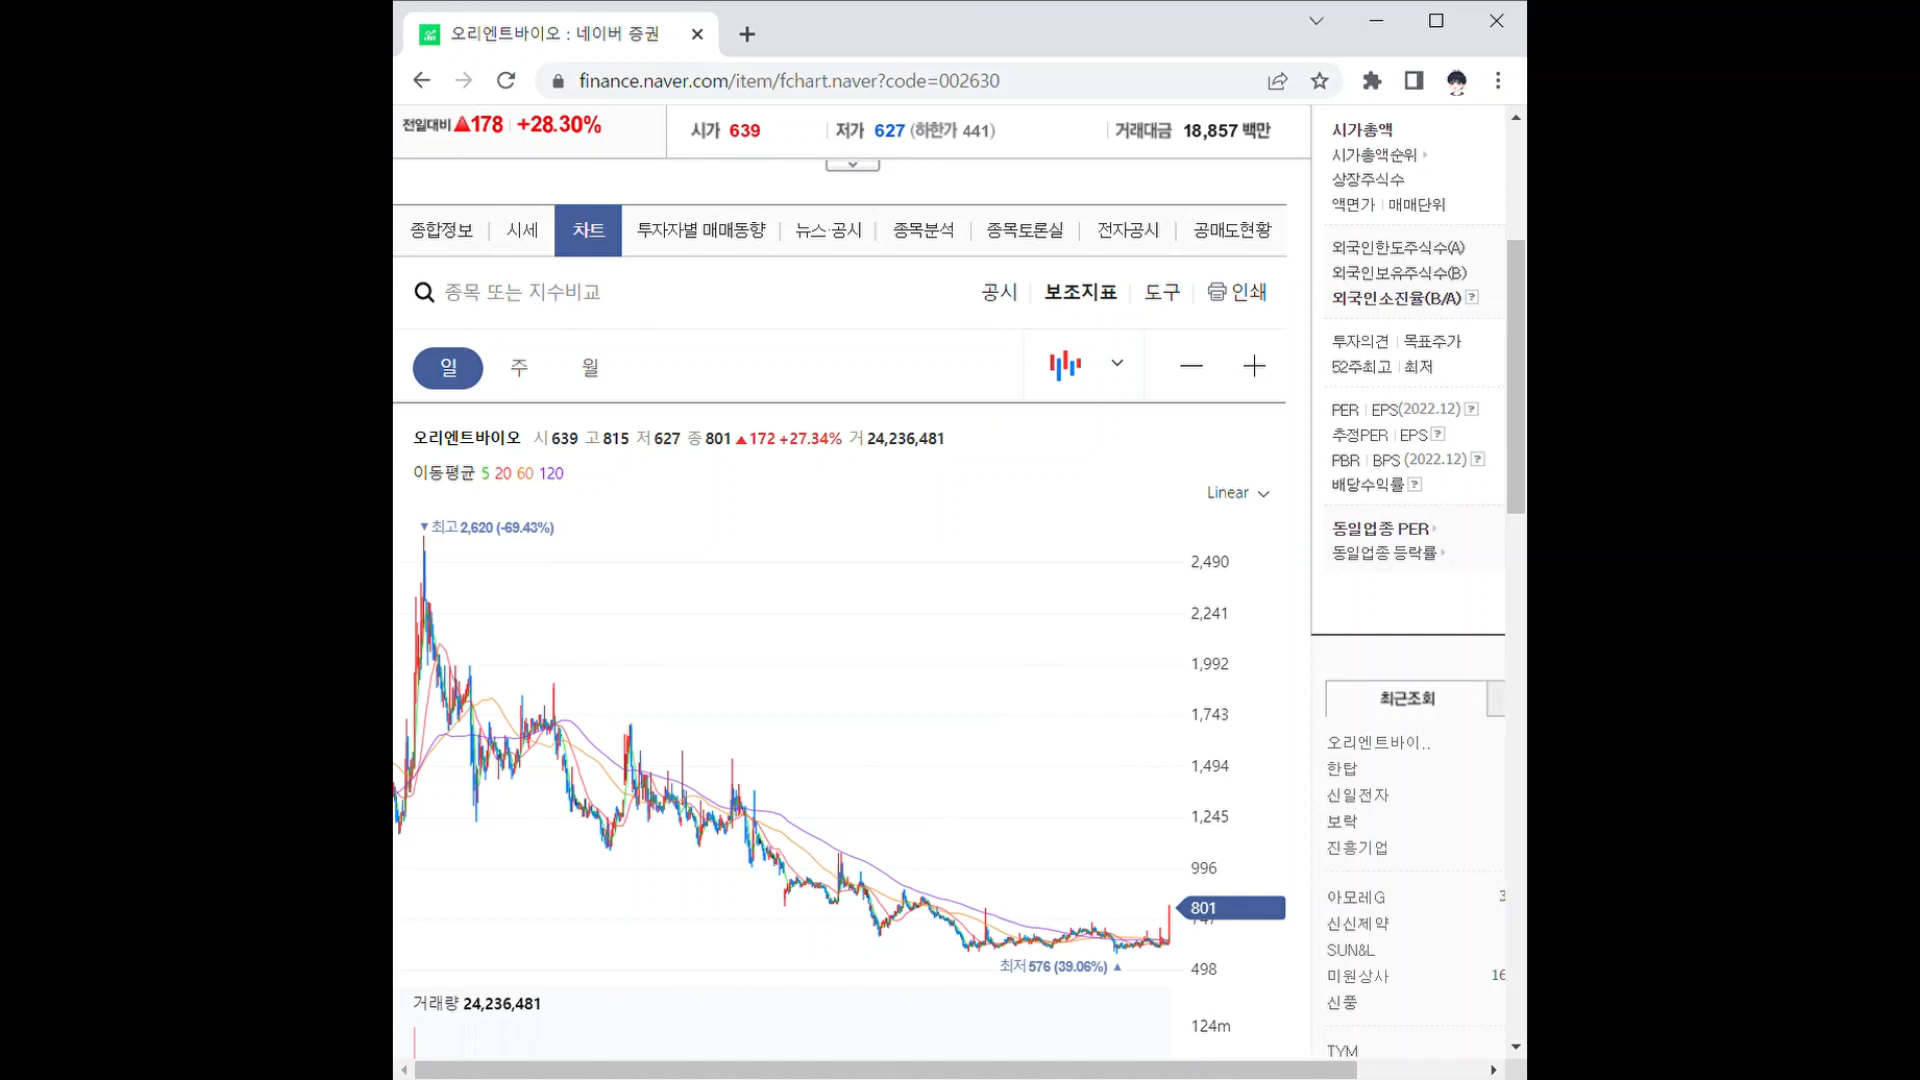 오리엔트바이오 : 네이버 증권
finance.naver.com/item/fchart.naver?code=002630
전일대비 ▲178 +28.30%
시가 639 저가 627 (하한가 441) 거래대금 18,857 백만
종합정보 시세 차트 투자자별 매매동향 뉴스·공시 종목분석 종목토론실 전자공시 공매도현황
종목 또는 지수비교 공시 보조지표 도구 인쇄
일 주 월
오리엔트바이오 시 639 고 815 저 627 종 801 ▲172 +27.34% 거 24,236,481
이동평균 5 20 60 120
Linear
▼최고 2,620 (-69.43%)
2,490
2,241
1,992
1,743
1,494
1,245
996
801
최저 576 (39.06%) ▲
498
거래량 24,236,481
124m
시가총액
시가총액순위
상장주식수
액면가 매매단위
외국인한도주식수(A)
외국인보유주식수(B)
외국인소진율(B/A) ?
투자의견 목표주가
52주최고 최저
PER EPS(2022.12) ?
추정PER EPS ?
PBR BPS (2022.12) ?
배당수익률 ?
동일업종 PER
동일업종 등락률
최근조회
오리엔트바이..
한탑
신일전자
보락
진흥기업
아모레G 3
신신제약
SUN&L
미원상사 16
신풍
TYM